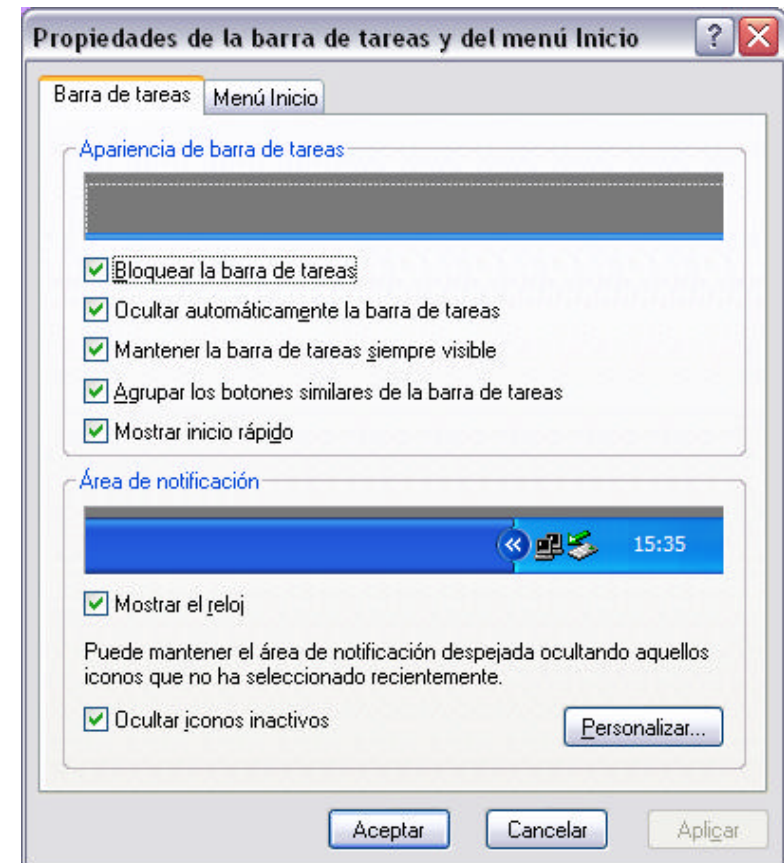 Propiedades de la barra de tareas y del menú Inicio
Barra de tareas
Menú Inicio
Apariencia de barra de tareas
Bloquear la barra de tareas
Ocultar automáticamente la barra de tareas
Mantener la barra de tareas siempre visible
Agrupar los botones similares de la barra de tareas
Mostrar inicio rápido
Área de notificación
15:35
Mostrar el reloj
Puede mantener el área de notificación despejada ocultando aquellos
iconos que no ha seleccionado recientemente.
Ocultar iconos inactivos
Personalizar...
Aceptar
Cancelar
Aplicar